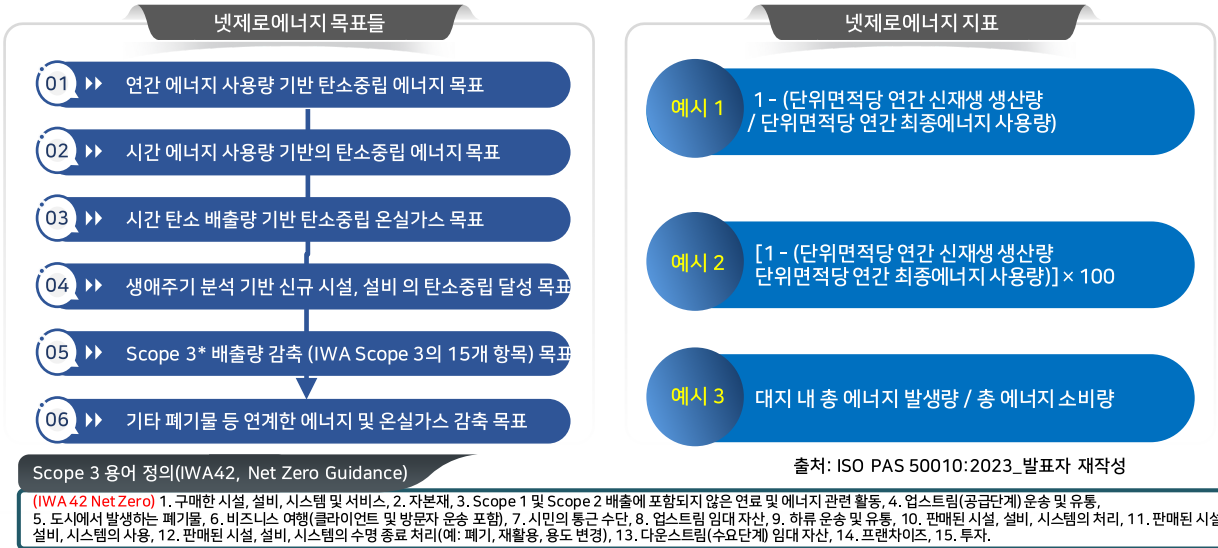 넷제로에너지 목표들
01 연간 에너지 사용량 기반 탄소중립 에너지 목표
02 시간 에너지 사용량 기반의 탄소중립 에너지 목표
03 시간 탄소 배출량 기반 탄소중립 온실가스 목표
04 생애주기 분석 기반 신규 시설, 설비 의 탄소중립 달성 목표
05 Scope 3* 배출량 감축 (IWA Scope 3의 15개 항목) 목표
06 기타 폐기물 등 연계한 에너지 및 온실가스 감축 목표
넷제로에너지 지표
예시 1
1 - (단위면적당 연간 신재생 생산량
/ 단위면적당 연간 최종에너지 사용량)
예시 2
[1 - (단위면적당 연간 신재생 생산량
단위면적당 연간 최종에너지 사용량)] × 100
예시 3
대지 내 총 에너지 발생량 / 총 에너지 소비량
출처: ISO PAS 50010:2023_발표자 재작성
Scope 3 용어 정의(IWA42, Net Zero Guidance)
(IWA 42 Net Zero) 1. 구매한 시설, 설비, 시스템 및 서비스, 2. 자본재, 3. Scope 1 및 Scope 2 배출에 포함되지 않은 연료 및 에너지 관련 활동, 4. 업스트림(공급단계) 운송 및 유통,
5. 도시에서 발생하는 폐기물, 6. 비즈니스 여행(클라이언트 및 방문자 운송 포함), 7. 시민의 통근 수단, 8. 업스트림 임대 자산, 9. 하류 운송 및 유통, 10. 판매된 시설, 설비, 시스템의 처리, 11. 판매된 시설
설비, 시스템의 사용, 12. 판매된 시설, 설비, 시스템의 수명 종료 처리(예: 폐기, 재활용, 용도 변경), 13. 다운스트림(수요단계) 임대 자산, 14. 프랜차이즈, 15. 투자.